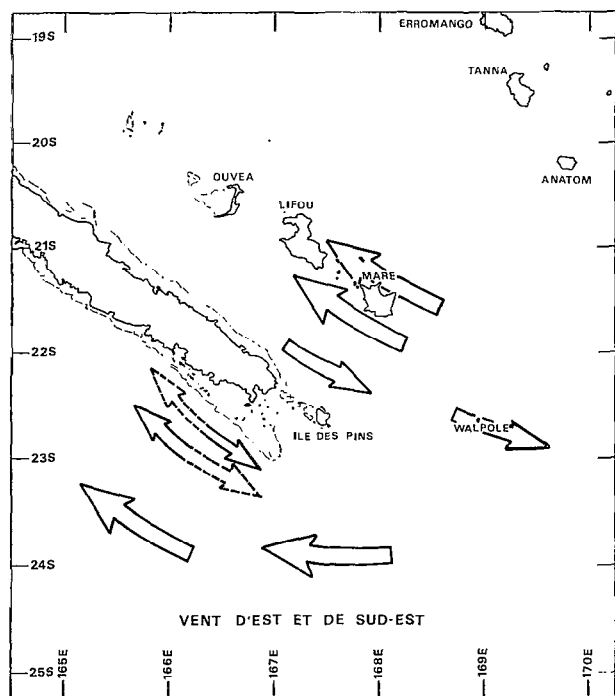 19S
ERROMANGO
TANNA
20S
OUVEA
ANATOM
LIFOU
21S
MARE
22S
ILE DES PINS
WALPOLE
23S
24S
VENT D'EST ET DE SUD-EST
25S
165E
166E
167E
168E
169E
170E